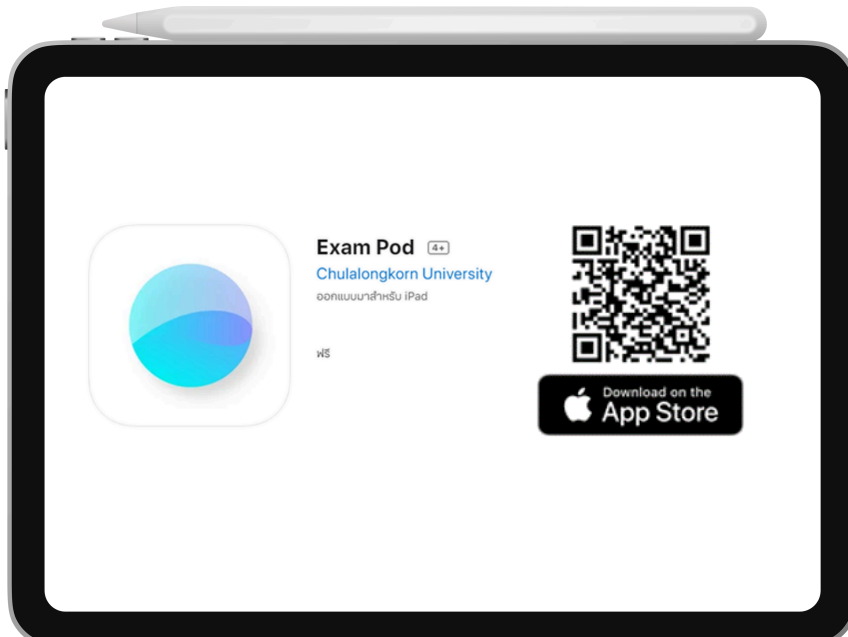 Exam Pod 4+
Chulalongkorn University
ออกแบบมาสำหรับ iPad
ฟรี
Download on the
App Store